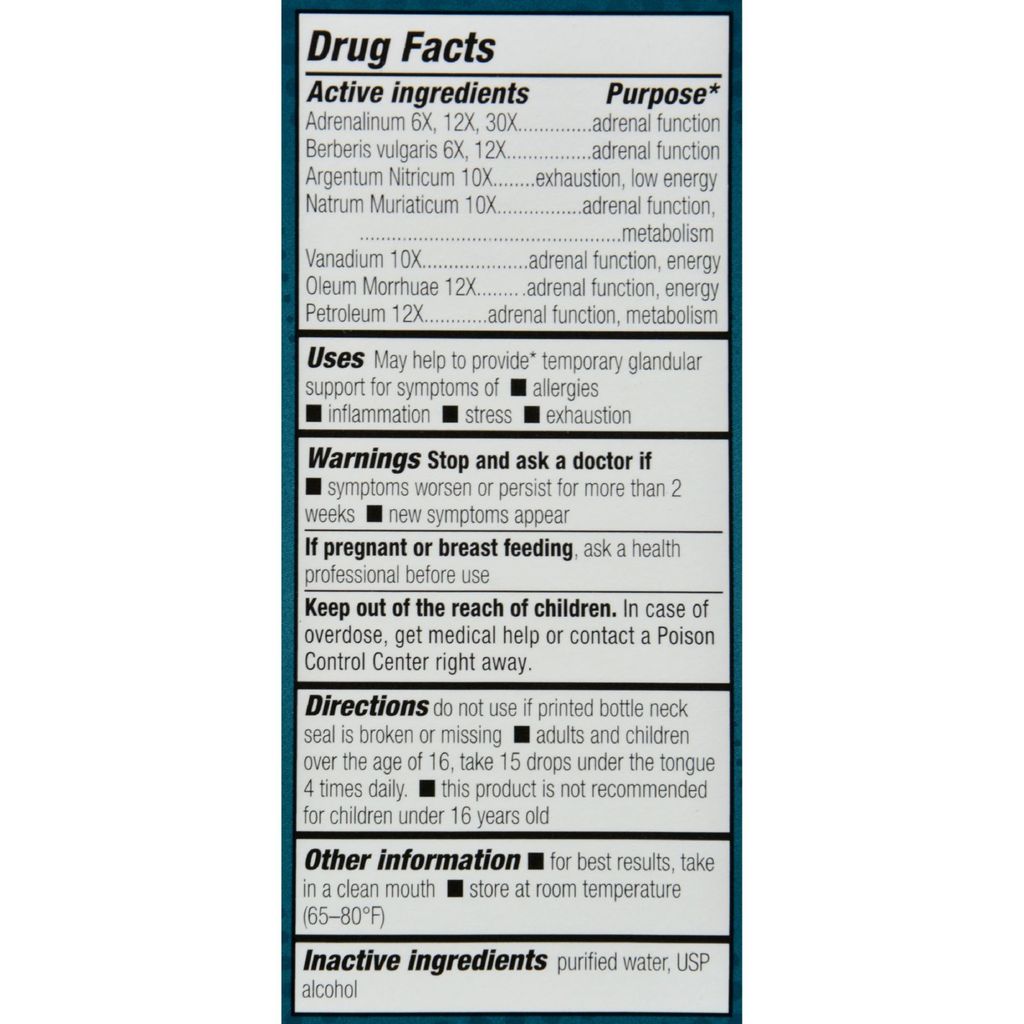 Drug Facts
Active ingredients Purpose*
Adrenalinum 6X, 12X, 30X..............adrenal function
Berberis vulgaris 6X, 12X................adrenal function
Argentum Nitricum 10X........exhaustion, low energy
Natrum Muriaticum 10X................adrenal function,
..................................................metabolism
Vanadium 10X....................adrenal function, energy
Oleum Morrhuae 12X.........adrenal function, energy
Petroleum 12X............adrenal function, metabolism
Uses May help to provide* temporary glandular
support for symptoms of ■ allergies
■ inflammation ■ stress ■ exhaustion
Warnings Stop and ask a doctor if
■ symptoms worsen or persist for more than 2
weeks ■ new symptoms appear
If pregnant or breast feeding, ask a health
professional before use
Keep out of the reach of children. In case of
overdose, get medical help or contact a Poison
Control Center right away.
Directions do not use if printed bottle neck
seal is broken or missing ■ adults and children
over the age of 16, take 15 drops under the tongue
4 times daily. ■ this product is not recommended
for children under 16 years old
Other information ■ for best results, take
in a clean mouth ■ store at room temperature
(65–80°F)
Inactive ingredients purified water, USP
alcohol